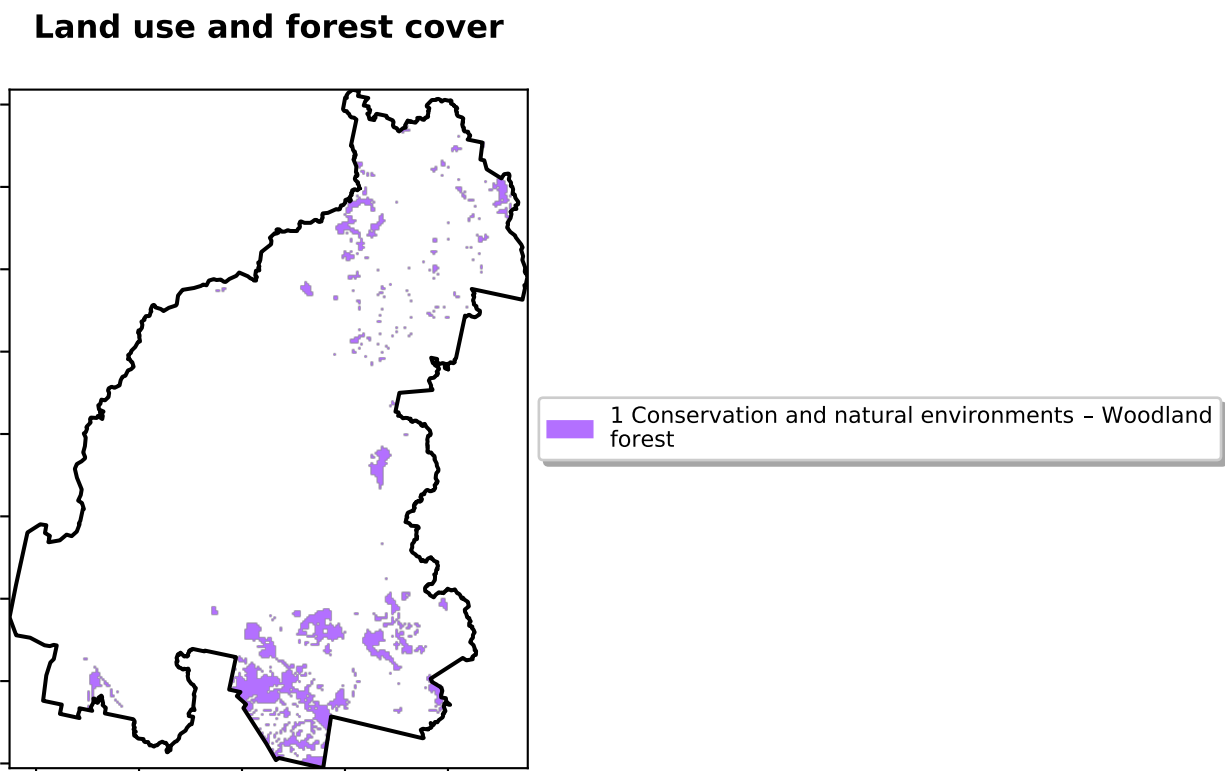 Land use and forest cover
1 Conservation and natural environments – Woodland
forest